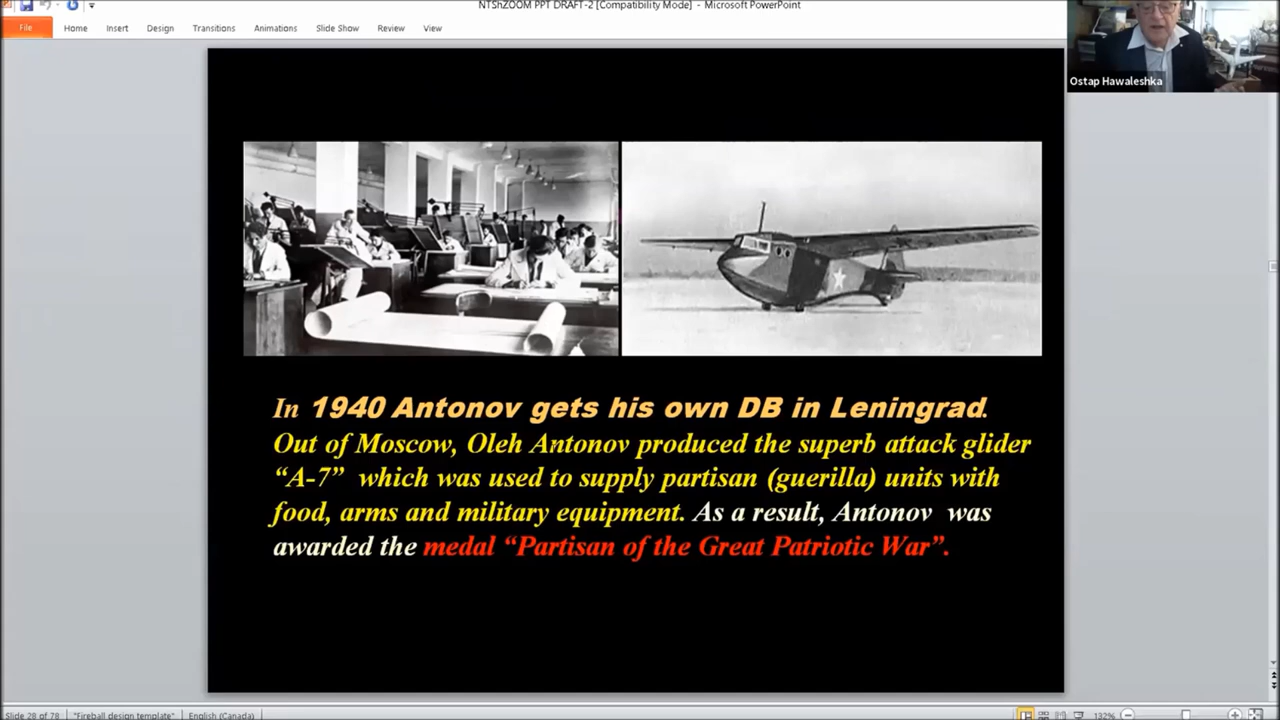 NTShZOOM PPT DRAFT-2 [Compatibility Mode] - Microsoft PowerPoint
File Home Insert Design Transitions Animations Slide Show Review View
Ostap Hawaleshka
In 1940 Antonov gets his own DB in Leningrad.
Out of Moscow, Oleh Antonov produced the superb attack glider
“A-7” which was used to supply partisan (guerilla) units with
food, arms and military equipment. As a result, Antonov was
awarded the medal “Partisan of the Great Patriotic War”.
Slide 28 of 78 "Fireball design template" English (Canada) 132%